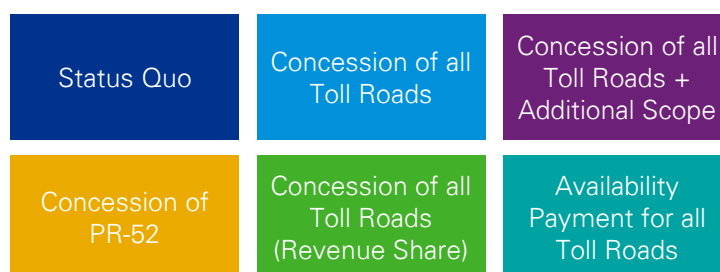 Status Quo
Concession of all
Toll Roads
Concession of all
Toll Roads +
Additional Scope
Concession of
PR-52
Concession of all
Toll Roads
(Revenue Share)
Availability
Payment for all
Toll Roads